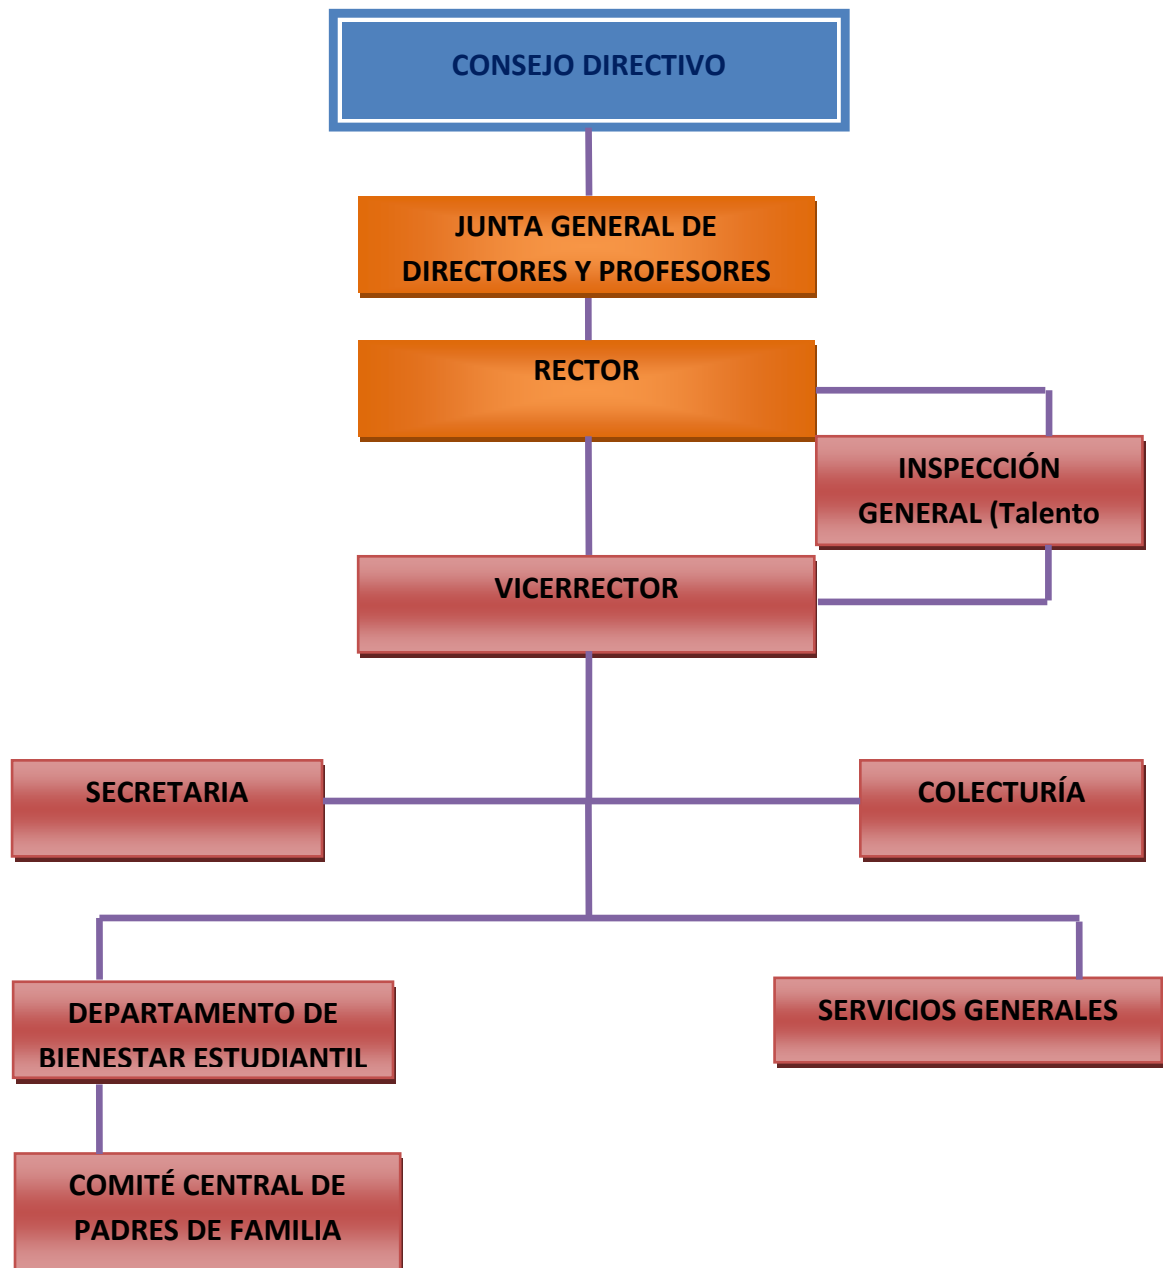 CONSEJO DIRECTIVO
JUNTA GENERAL DE
DIRECTORES Y PROFESORES
RECTOR
INSPECCIÓN
GENERAL (Talento
VICERRECTOR
SECRETARIA
COLECTURÍA
DEPARTAMENTO DE
BIENESTAR ESTUDIANTIL
SERVICIOS GENERALES
COMITÉ CENTRAL DE
PADRES DE FAMILIA